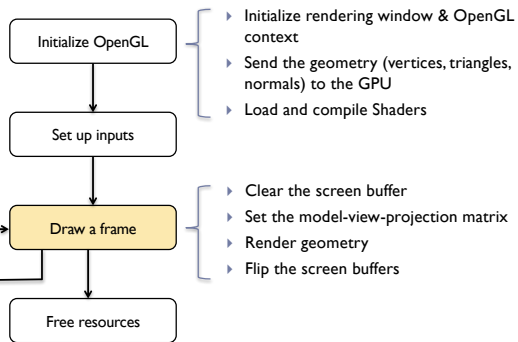 Initialize OpenGL
Initialize rendering window & OpenGL
context
Send the geometry (vertices, triangles,
normals) to the GPU
Load and compile Shaders
Set up inputs
Draw a frame
Clear the screen buffer
Set the model-view-projection matrix
Render geometry
Flip the screen buffers
Free resources